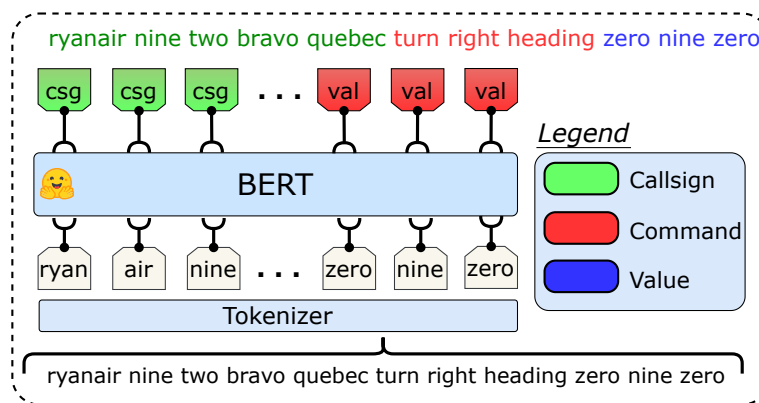 ryanair nine two bravo quebec turn right heading zero nine zero
csg csg csg ... val val val
Legend
BERT
Callsign
Command
Value
ryan air nine ... zero nine zero
Tokenizer
ryanair nine two bravo quebec turn right heading zero nine zero